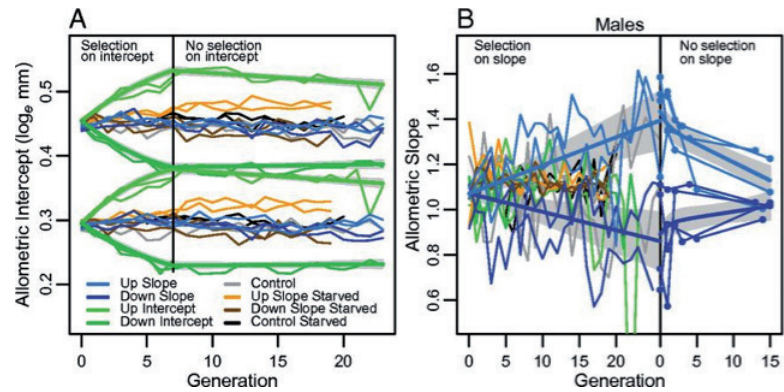 A
Selection
on intercept
No selection
on intercept
Allometric Intercept (logₑ mm)
0.5
0.4
0.3
0.2
Up Slope
Down Slope
Up Intercept
Down Intercept
Control
Up Slope Starved
Down Slope Starved
Control Starved
0 5 10 15 20
Generation
B
Males
Selection
on slope
No selection
on slope
Allometric Slope
1.6
1.4
1.2
1.0
0.8
0.6
0 5 10 15 20 0 5 10 15
Generation